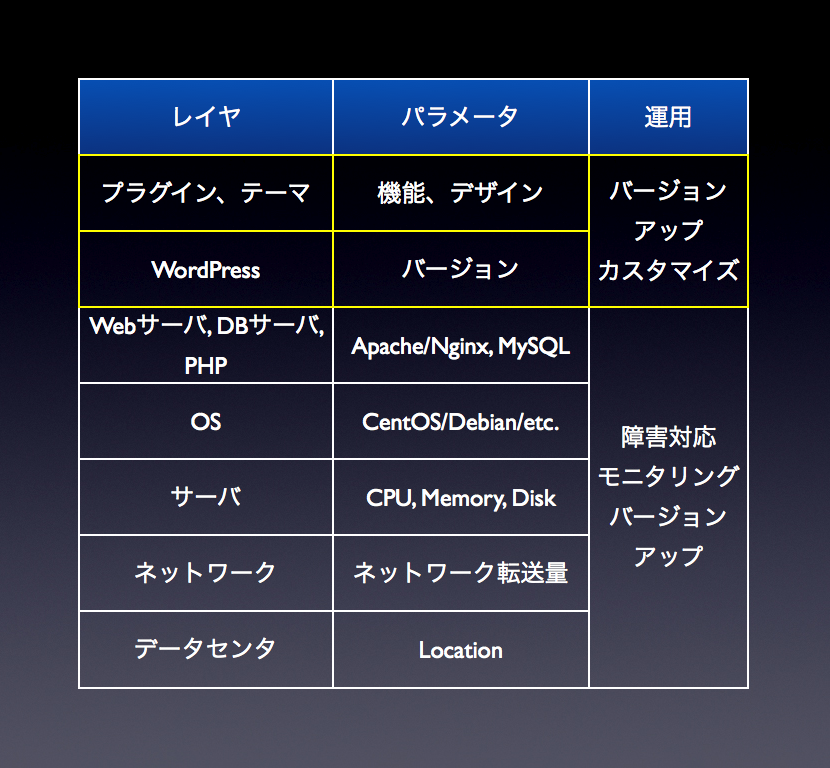 レイヤ
パラメータ
運用
プラグイン、テーマ
機能、デザイン
バージョン
アップ
カスタマイズ
WordPress
バージョン
Webサーバ, DBサーバ,
PHP
Apache/Nginx, MySQL
障害対応
モニタリング
バージョン
アップ
OS
CentOS/Debian/etc.
サーバ
CPU, Memory, Disk
ネットワーク
ネットワーク転送量
データセンタ
Location